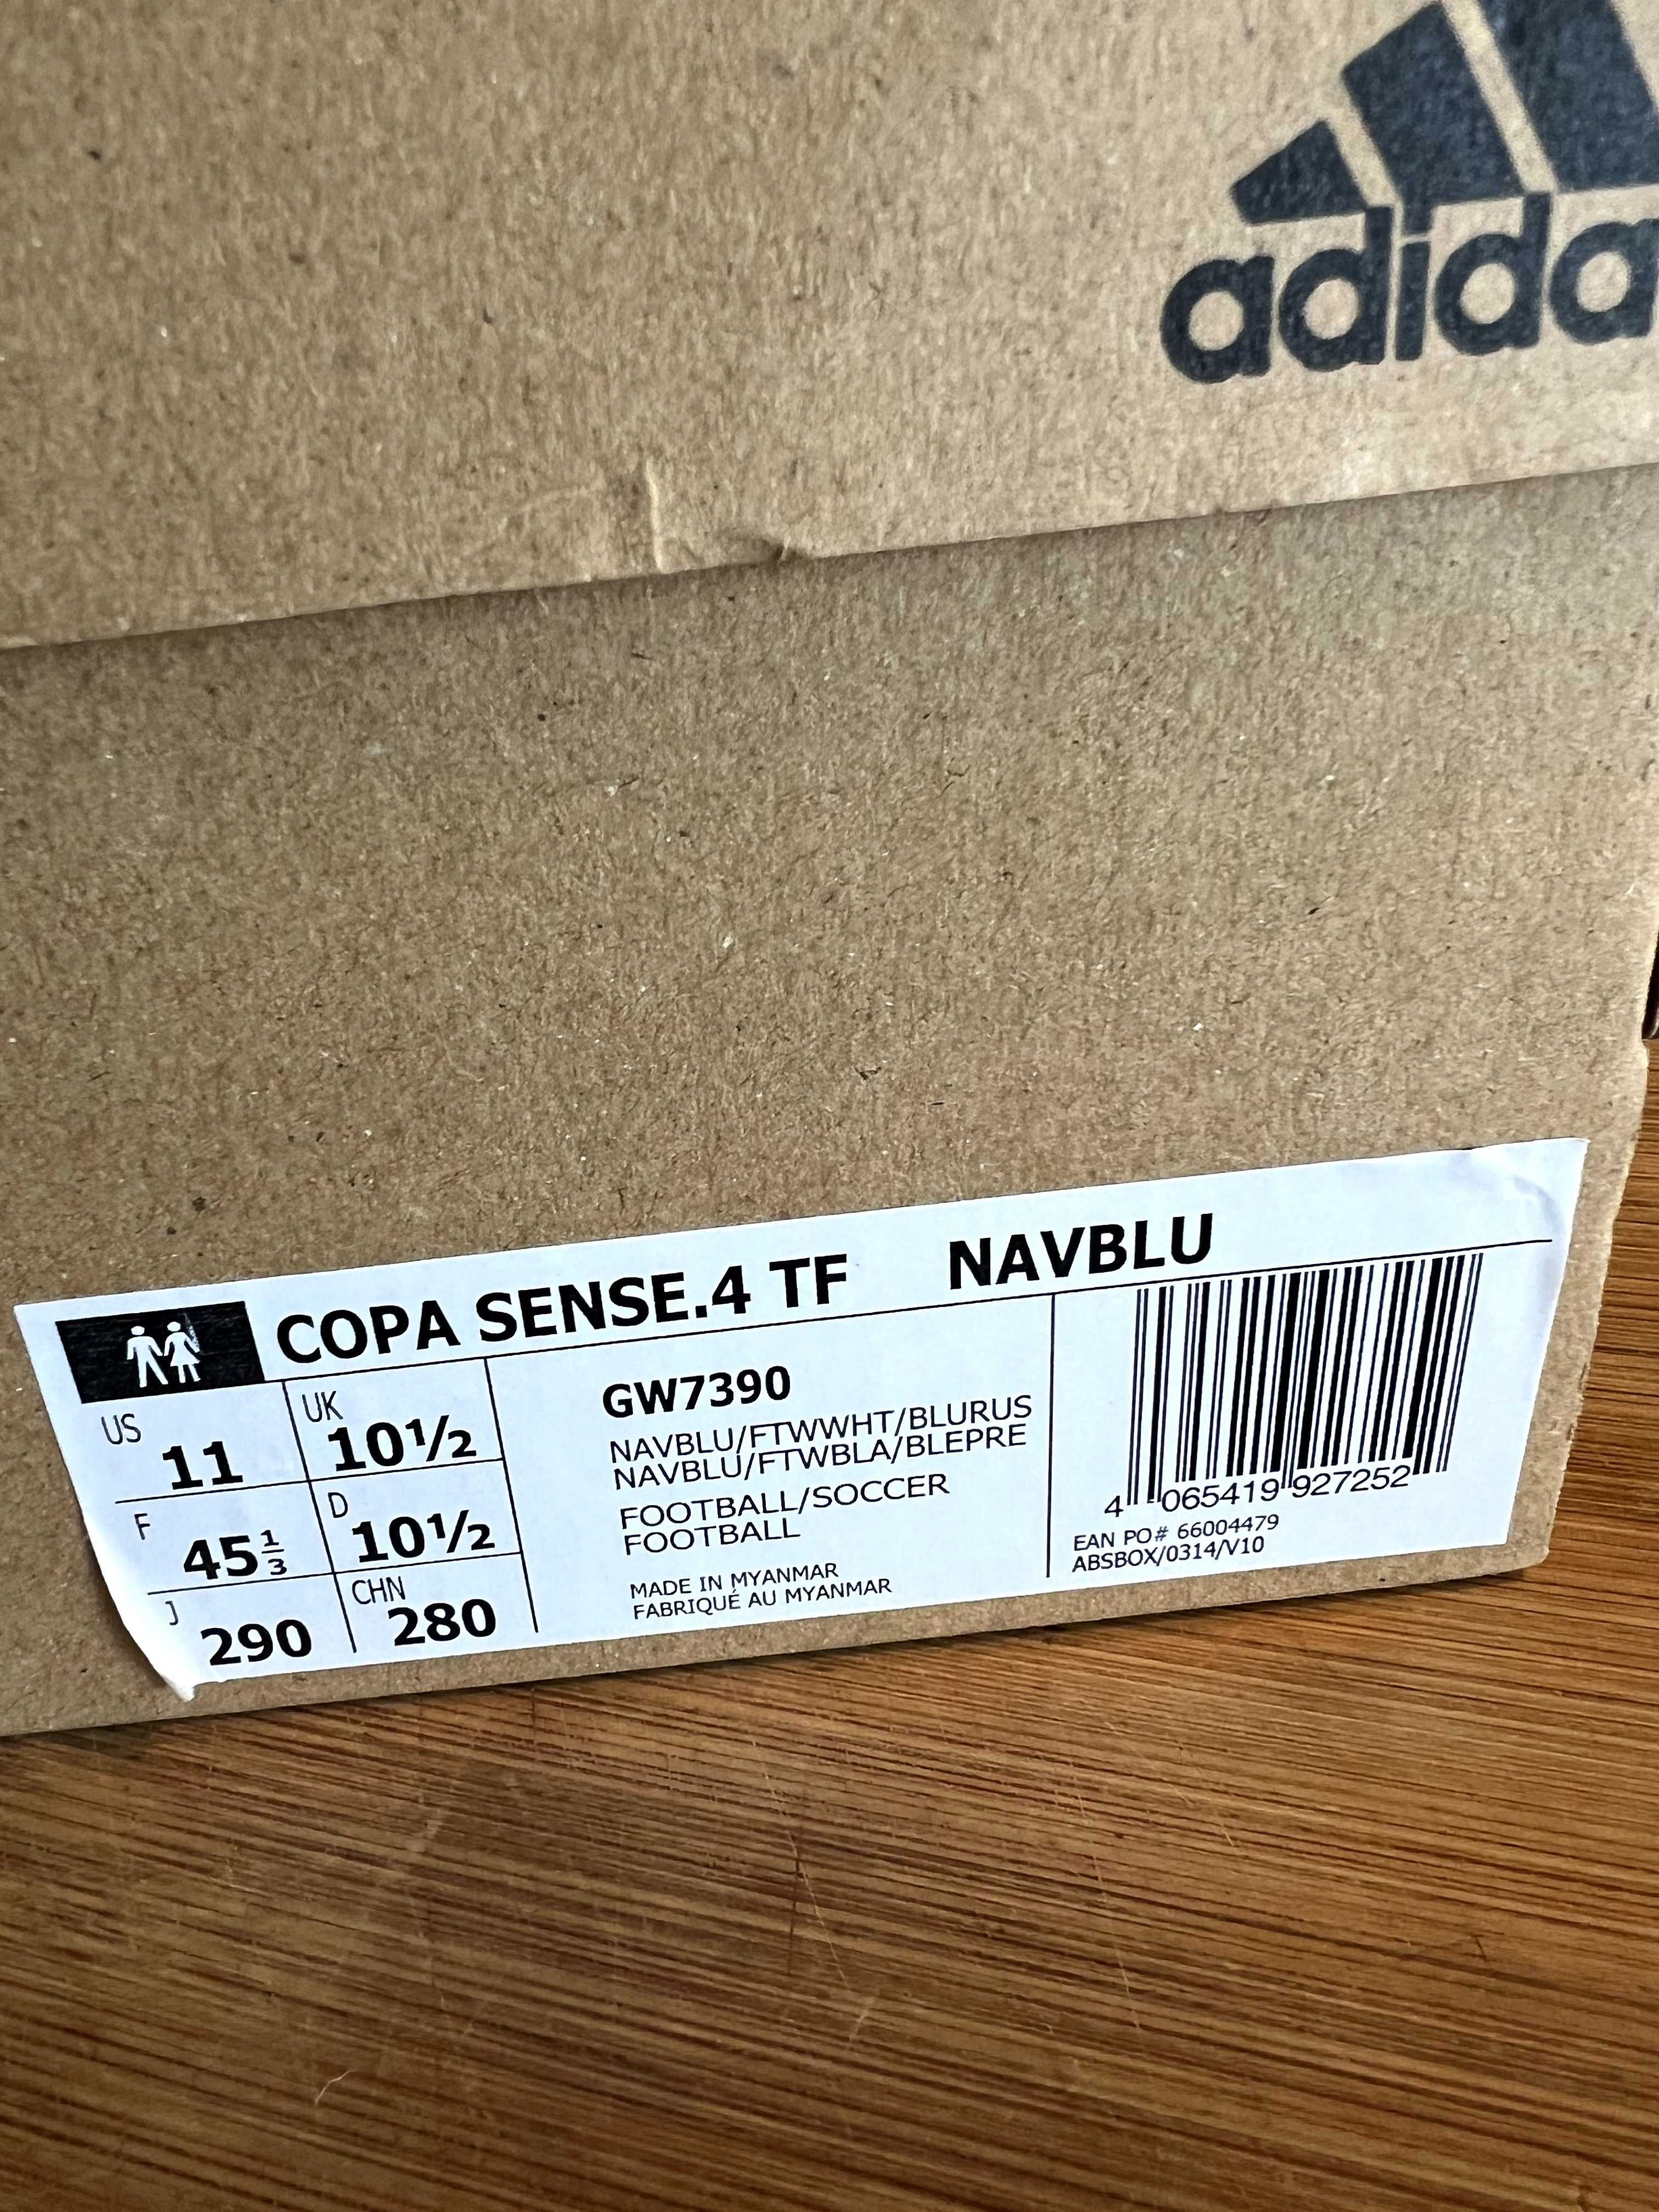 adida
COPA SENSE.4 TF NAVBLU
US 11
UK 10½
F 45⅓
D 10½
J 290
CHN 280
GW7390
NAVBLU/FTWWHT/BLURUS
NAVBLU/FTWBLA/BLEPRE
FOOTBALL/SOCCER
FOOTBALL
MADE IN MYANMAR
FABRIQUÉ AU MYANMAR
4 065419 927252
EAN PO# 66004479
ABSBOX/0314/V10